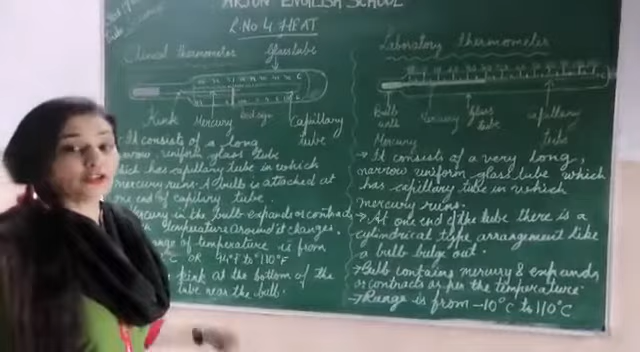 ARJUN ENGLISH SCHOOL
L.No 4 HEAT
Clinical thermometer
Glass tube
Kink
Mercury
Capillary
tube
It consists of a long
narrow, uniform glass tube
which has capillary tube in which
mercury runs. A bulb is attached at
one end of capillary tube.
Mercury in the bulb expands or contract
temperature around it changes.
range of temperature is from
°C OR 94°F to 110°F
kink at the bottom of the
tube near the bulb.
Laboratory thermometer
Bulb
with
Mercury
Mercury
Glass
tube
capillary
tube
→ It consists of a very long,
narrow uniform glass tube which
has capillary tube in which
mercury runs.
→ At one end of the tube there is a
cylindrical type arrangement like
a bulb bulge out.
→ Bulb contains mercury & expands
or contracts as per the temperature.
→ Range is from -10°C to 110°C